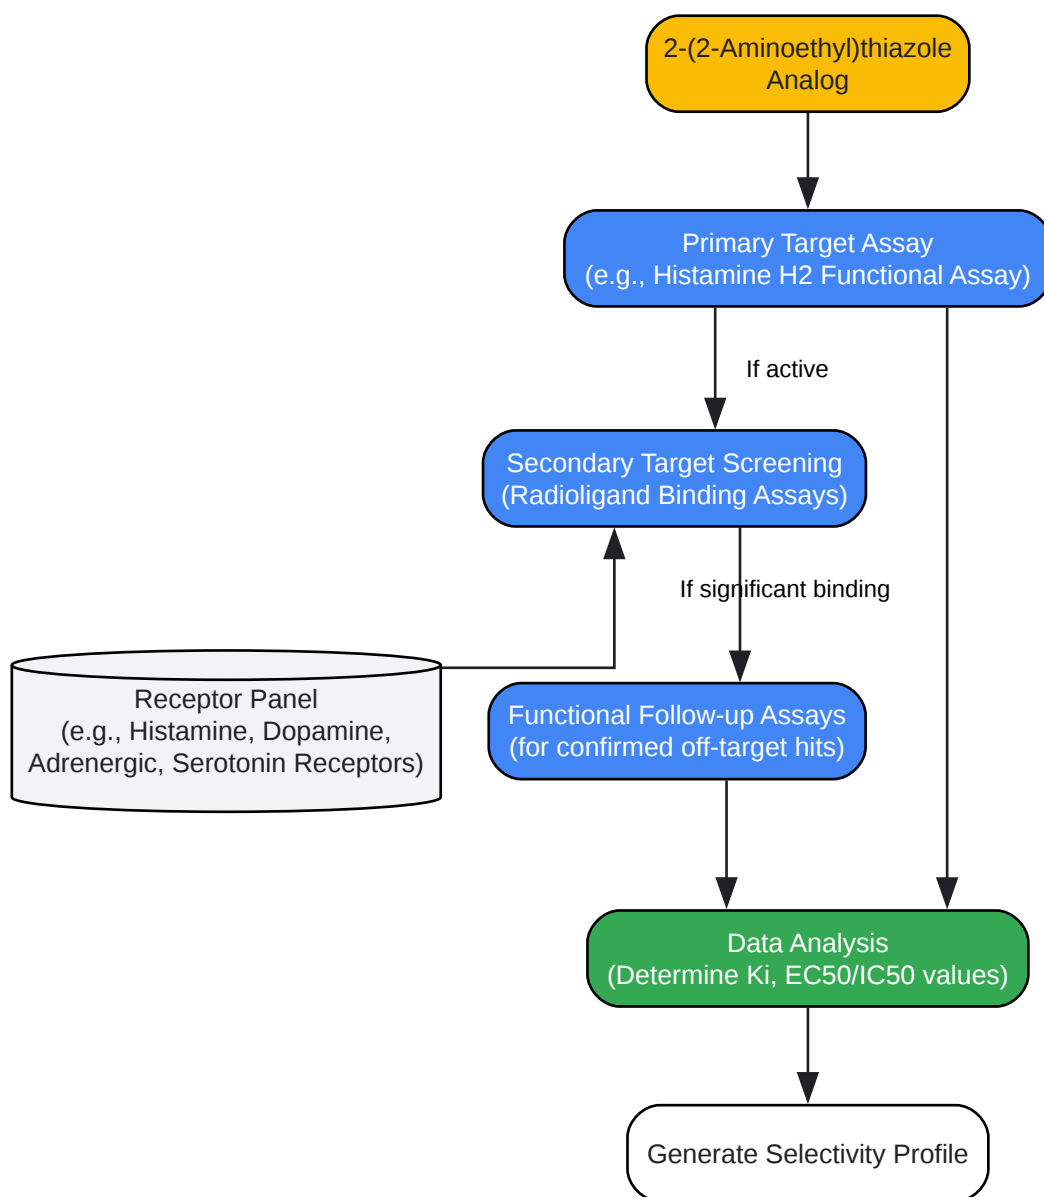 2-(2-Aminoethyl)thiazole
Analog
Primary Target Assay
(e.g., Histamine H2 Functional Assay)
If active
Secondary Target Screening
(Radioligand Binding Assays)
If significant binding
Receptor Panel
(e.g., Histamine, Dopamine,
Adrenergic, Serotonin Receptors)
Functional Follow-up Assays
(for confirmed off-target hits)
Data Analysis
(Determine Ki, EC50/IC50 values)
Generate Selectivity Profile